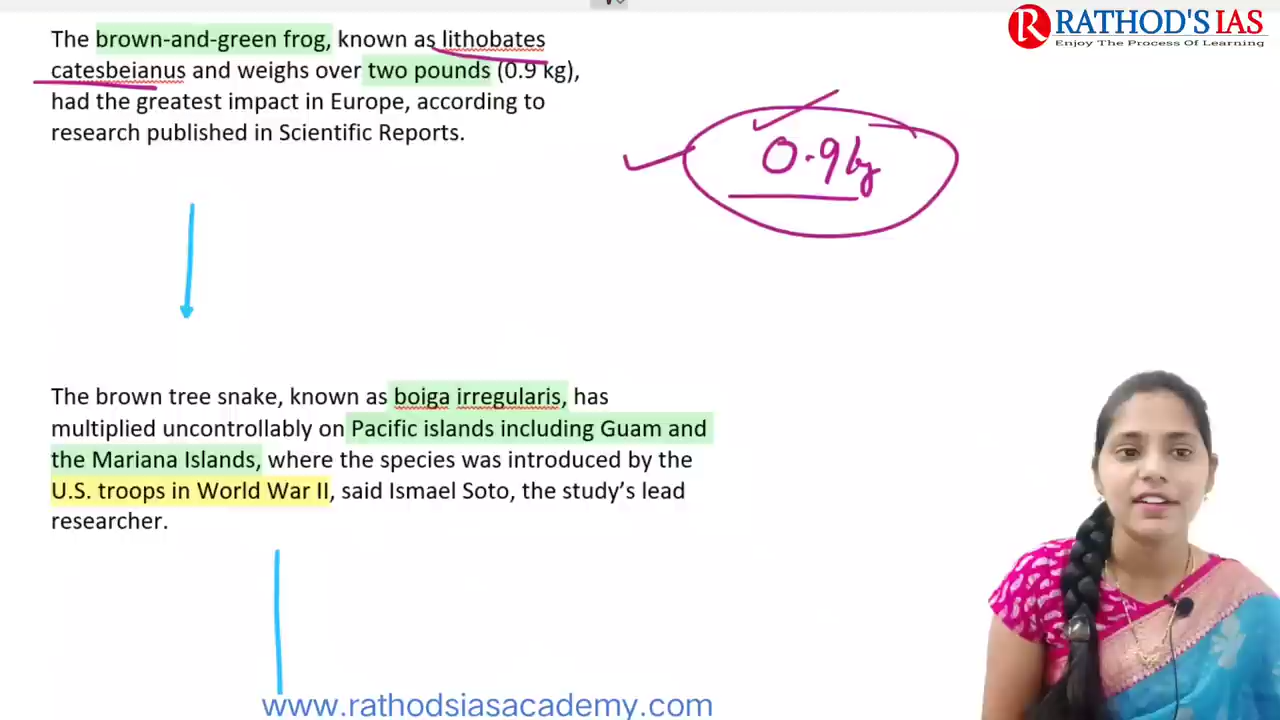 RATHOD'S IAS
Enjoy The Process Of Learning
The brown-and-green frog, known as lithobates
catesbeianus and weighs over two pounds (0.9 kg),
had the greatest impact in Europe, according to
research published in Scientific Reports.
0.9 kg
The brown tree snake, known as boiga irregularis, has
multiplied uncontrollably on Pacific islands including Guam and
the Mariana Islands, where the species was introduced by the
U.S. troops in World War II, said Ismael Soto, the study’s lead
researcher.
www.rathodsiasacademy.com